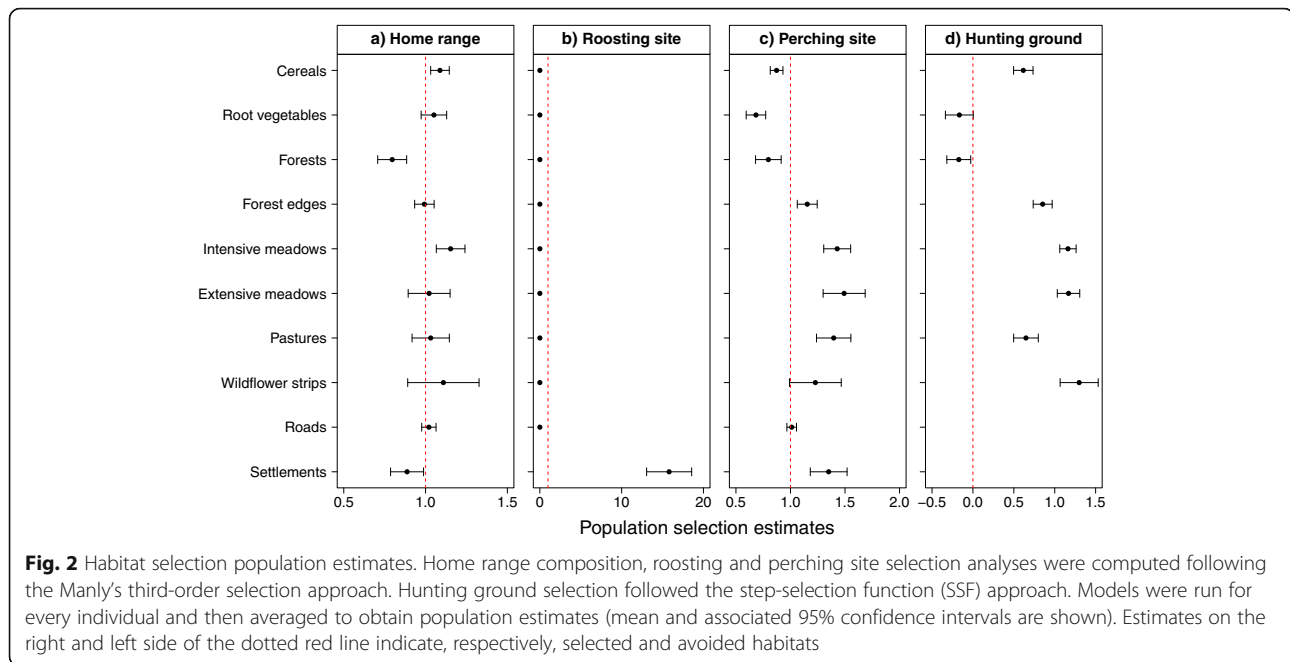 a) Home range b) Roosting site c) Perching site d) Hunting ground
Cereals
Root vegetables
Forests
Forest edges
Intensive meadows
Extensive meadows
Pastures
Wildflower strips
Roads
Settlements
0.5 1.0 1.5 0 10 20 0.5 1.0 1.5 2.0 −0.5 0.0 0.5 1.0 1.5
Population selection estimates
Fig. 2 Habitat selection population estimates. Home range composition, roosting and perching site selection analyses were computed following
the Manly's third-order selection approach. Hunting ground selection followed the step-selection function (SSF) approach. Models were run for
every individual and then averaged to obtain population estimates (mean and associated 95% confidence intervals are shown). Estimates on the
right and left side of the dotted red line indicate, respectively, selected and avoided habitats